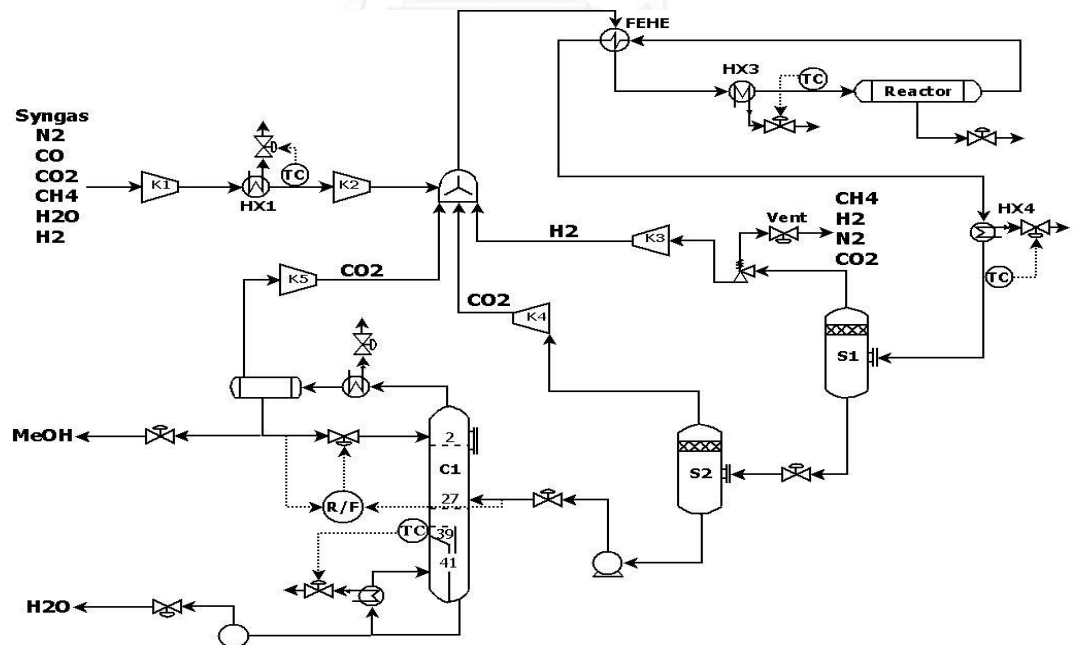 FEHE
HX3
TC
Reactor
Syngas
N2
CO
CO2
CH4
H2O
H2
K1
HX1
TC
K2
H2
K3
Vent
CH4
H2
N2
CO2
HX4
TC
K5
CO2
CO2
K4
S1
MeOH
2
C1
S2
27
R/F
TC
39
41
H2O